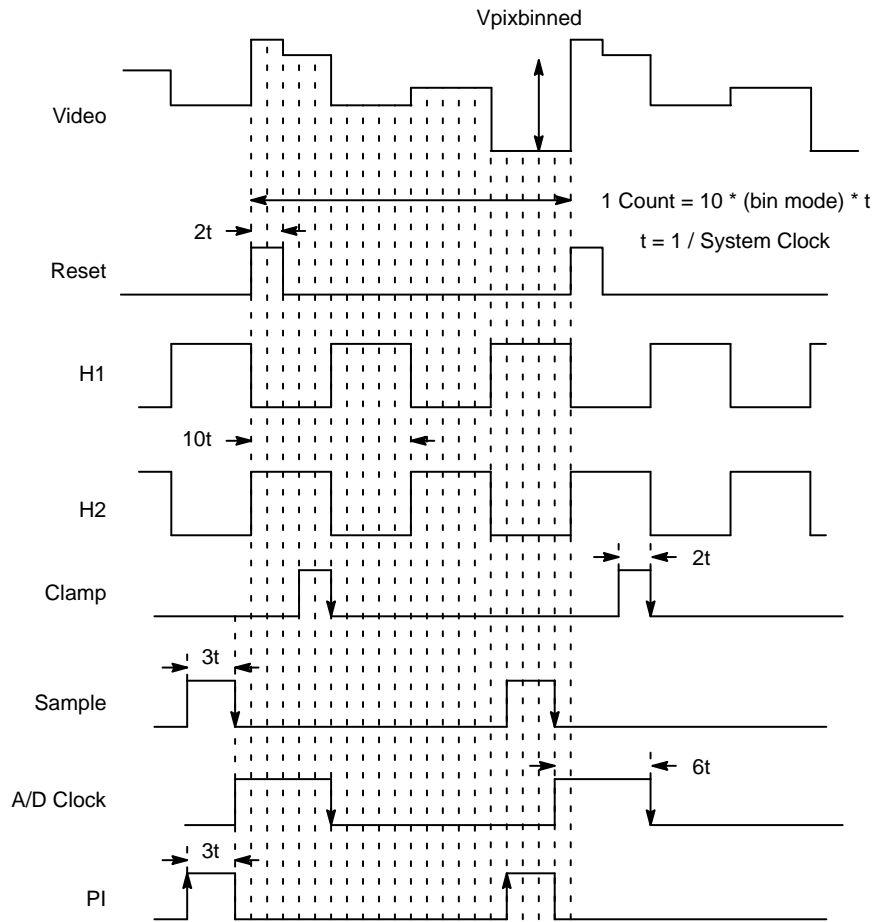 Vpixbinned
Video
1 Count = 10 * (bin mode) * t
2t
t = 1 / System Clock
Reset
H1
10t
H2
2t
Clamp
3t
Sample
6t
A/D Clock
3t
PI